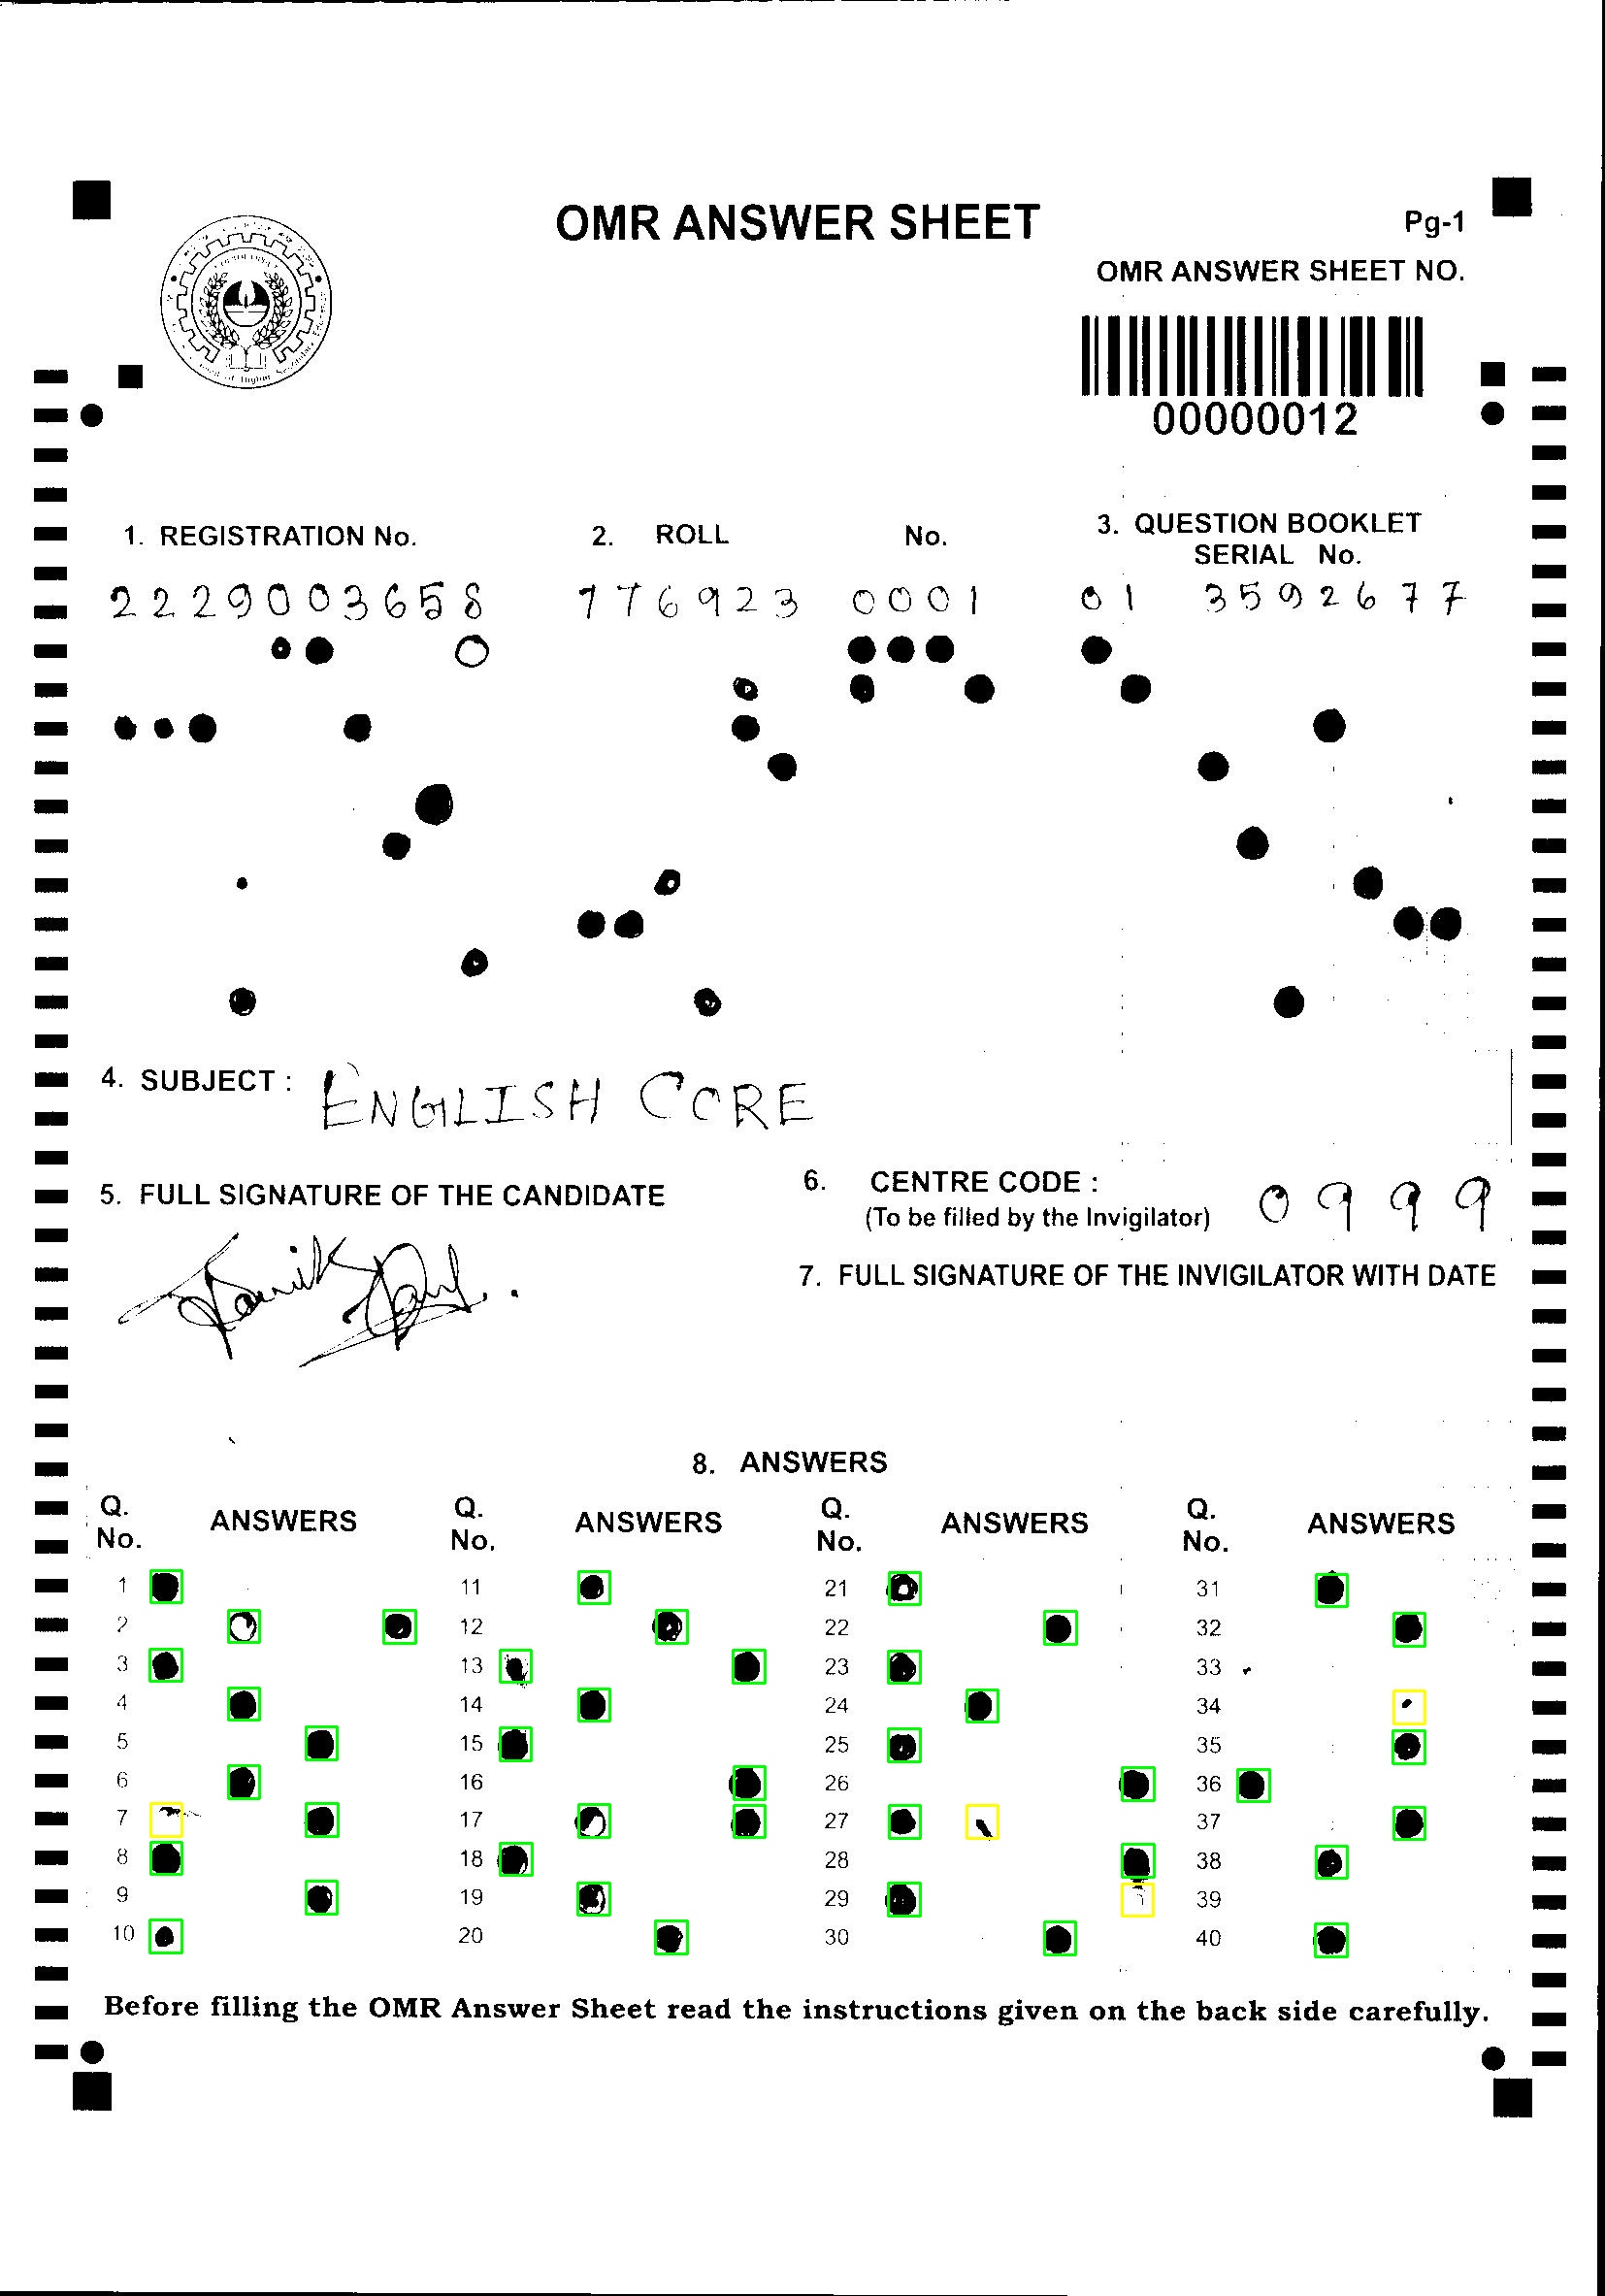 OMR ANSWER SHEET
Pg-1
OMR ANSWER SHEET NO.
00000012
1. REGISTRATION No.
2. ROLL No.
3. QUESTION BOOKLET
SERIAL No.
2229003658
776923 0001
01 3592677
4. SUBJECT : ENGLISH CORE
5. FULL SIGNATURE OF THE CANDIDATE
6. CENTRE CODE : 0999
(To be filled by the Invigilator)
7. FULL SIGNATURE OF THE INVIGILATOR WITH DATE
8. ANSWERS
Q. No. ANSWERS Q. No. ANSWERS Q. No. ANSWERS Q. No. ANSWERS
1 11 21 31
2 12 22 32
3 13 23 33
4 14 24 34
5 15 25 35
6 16 26 36
7 17 27 37
8 18 28 38
9 19 29 39
10 20 30 40
Before filling the OMR Answer Sheet read the instructions given on the back side carefully.